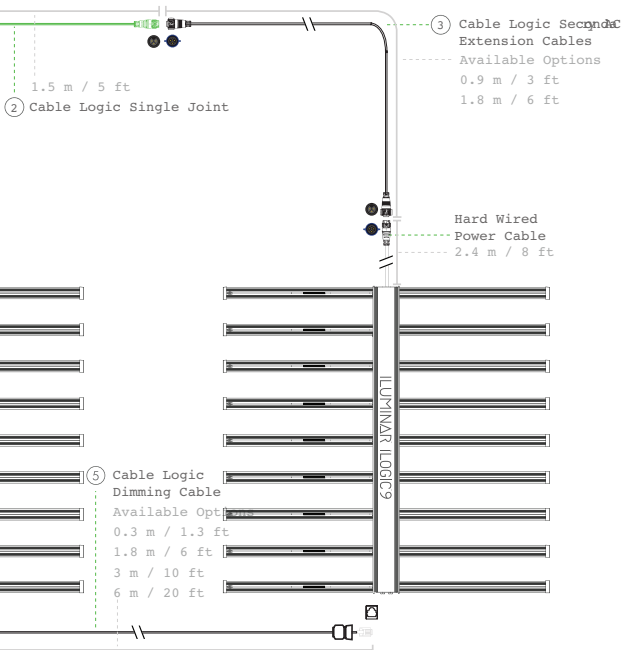 3 Cable Logic Secondary AC
Extension Cables
Available Options
0.9 m / 3 ft
1.8 m / 6 ft
1.5 m / 5 ft
2 Cable Logic Single Joint
Hard Wired
Power Cable
2.4 m / 8 ft
ILUMINAR ILOGIC9
5 Cable Logic
Dimming Cable
Available Options
0.3 m / 1.3 ft
1.8 m / 6 ft
3 m / 10 ft
6 m / 20 ft